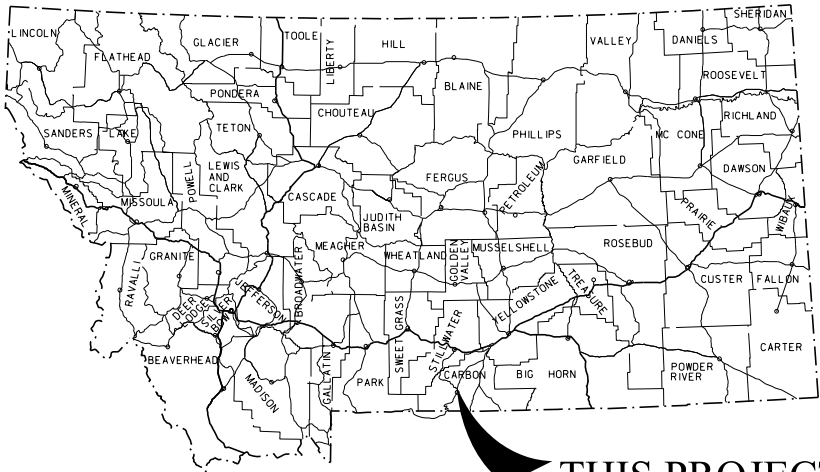 LINCOLN
FLATHEAD
GLACIER
TOOLE
LIBERTY
HILL
BLAINE
VALLEY
DANIELS
SHERIDAN
ROOSEVELT
PONDERA
TETON
CHOUTEAU
PHILLIPS
RICHLAND
MC CONE
SANDERS
LAKE
LEWIS
AND
CLARK
POWELL
CASCADE
FERGUS
PETROLEUM
GARFIELD
DAWSON
PRAIRIE
WIBAUX
MINERAL
MISSOULA
JUDITH
BASIN
MEAGHER
WHEATLAND
GOLDEN
VALLEY
MUSSELSHELL
ROSEBUD
GRANITE
RAVALLI
DEER
LODGE
SILVER
BOW
JEFFERSON
BROADWATER
YELLOWSTONE
TREASURE
CUSTER
FALLON
SWEET GRASS
STILLWATER
BEAVERHEAD
MADISON
GALLATIN
PARK
CARBON
BIG HORN
POWDER
RIVER
CARTER
THIS PROJECT